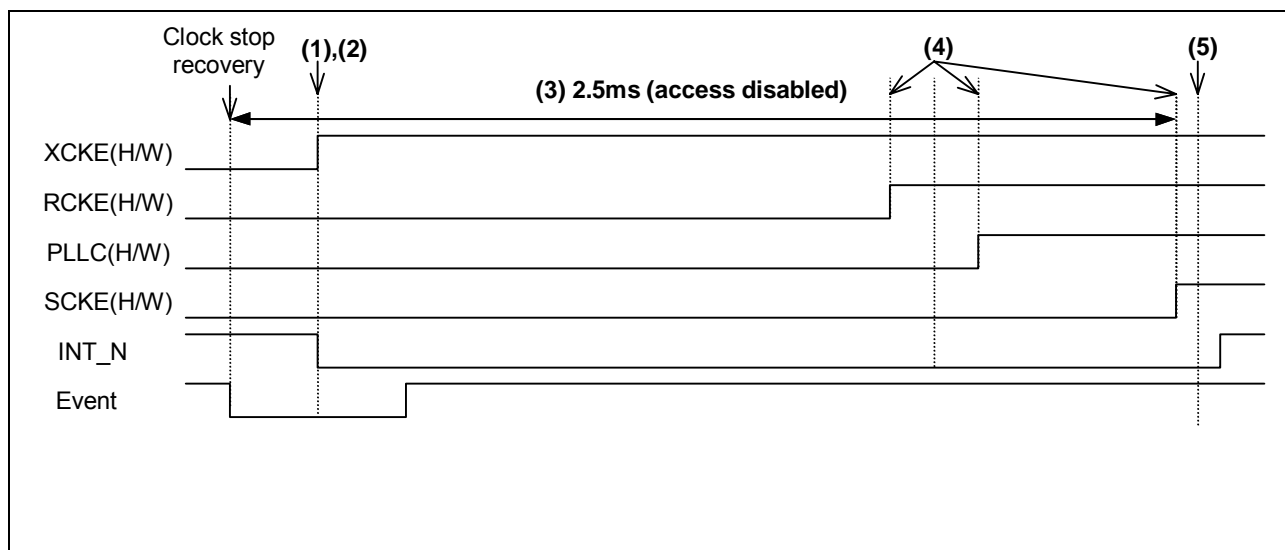 Clock stop
recovery
(1),(2)
(4)
(5)
(3) 2.5ms (access disabled)
XCKE(H/W)
RCKE(H/W)
PLLC(H/W)
SCKE(H/W)
INT_N
Event